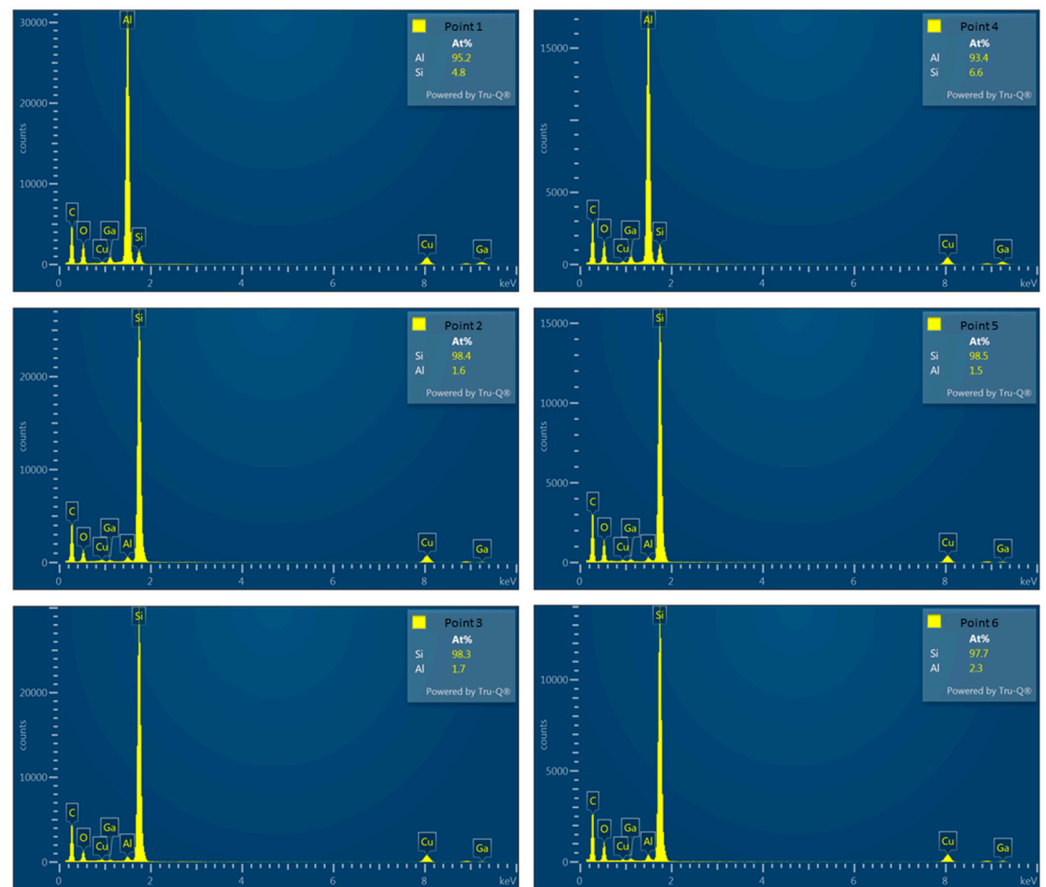 30000
20000
10000
0
counts
Al
C
O
Cu
Ga
Si
Cu
Ga
0 2 4 6 8 keV
Point 1
At%
Al 95.2
Si 4.8
Powered by Tru-Q®
15000
5000
0
counts
Al
C
O
Cu
Ga
Si
Cu
Ga
0 2 4 6 8 keV
Point 4
At%
Al 93.4
Si 6.6
Powered by Tru-Q®
20000
10000
0
counts
Si
C
O
Cu
Ga
Al
Cu
Ga
0 2 4 6 8 keV
Point 2
At%
Si 98.4
Al 1.6
Powered by Tru-Q®
15000
10000
5000
0
counts
Si
C
O
Cu
Ga
Al
Cu
Ga
0 2 4 6 8 keV
Point 5
At%
Si 98.5
Al 1.5
Powered by Tru-Q®
20000
10000
0
counts
Si
C
O
Cu
Ga
Al
Cu
Ga
0 2 4 6 8 keV
Point 3
At%
Si 98.3
Al 1.7
Powered by Tru-Q®
10000
5000
0
counts
Si
C
O
Cu
Ga
Al
Cu
Ga
0 2 4 6 8 keV
Point 6
At%
Si 97.7
Al 2.3
Powered by Tru-Q®